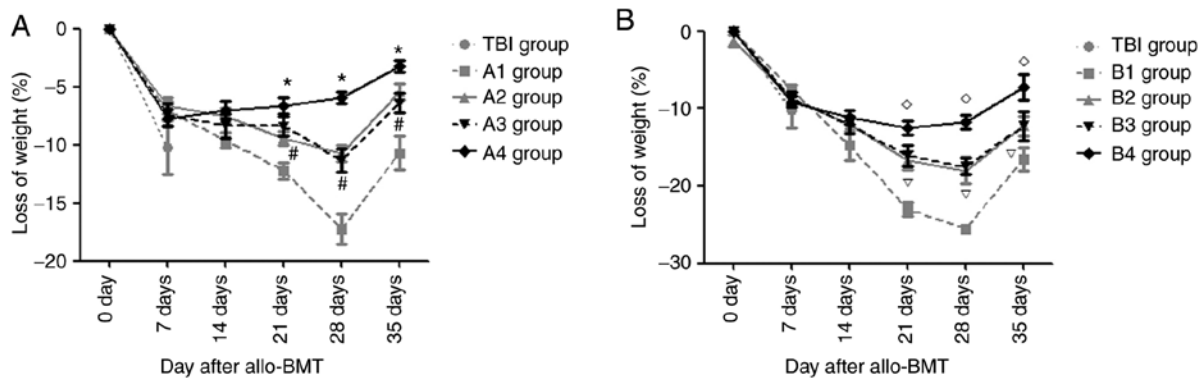 A
0
−5
−10
−15
−20
Loss of weight (%)
*
*
*
#
#
#
0 day
7 days
14 days
21 days
28 days
35 days
Day after allo-BMT
TBI group
A1 group
A2 group
A3 group
A4 group
B
0
−10
−20
−30
Loss of weight (%)
◇
◇
◇
▽
▽
▽
0 day
7 days
14 days
21 days
28 days
35 days
Day after allo-BMT
TBI group
B1 group
B2 group
B3 group
B4 group